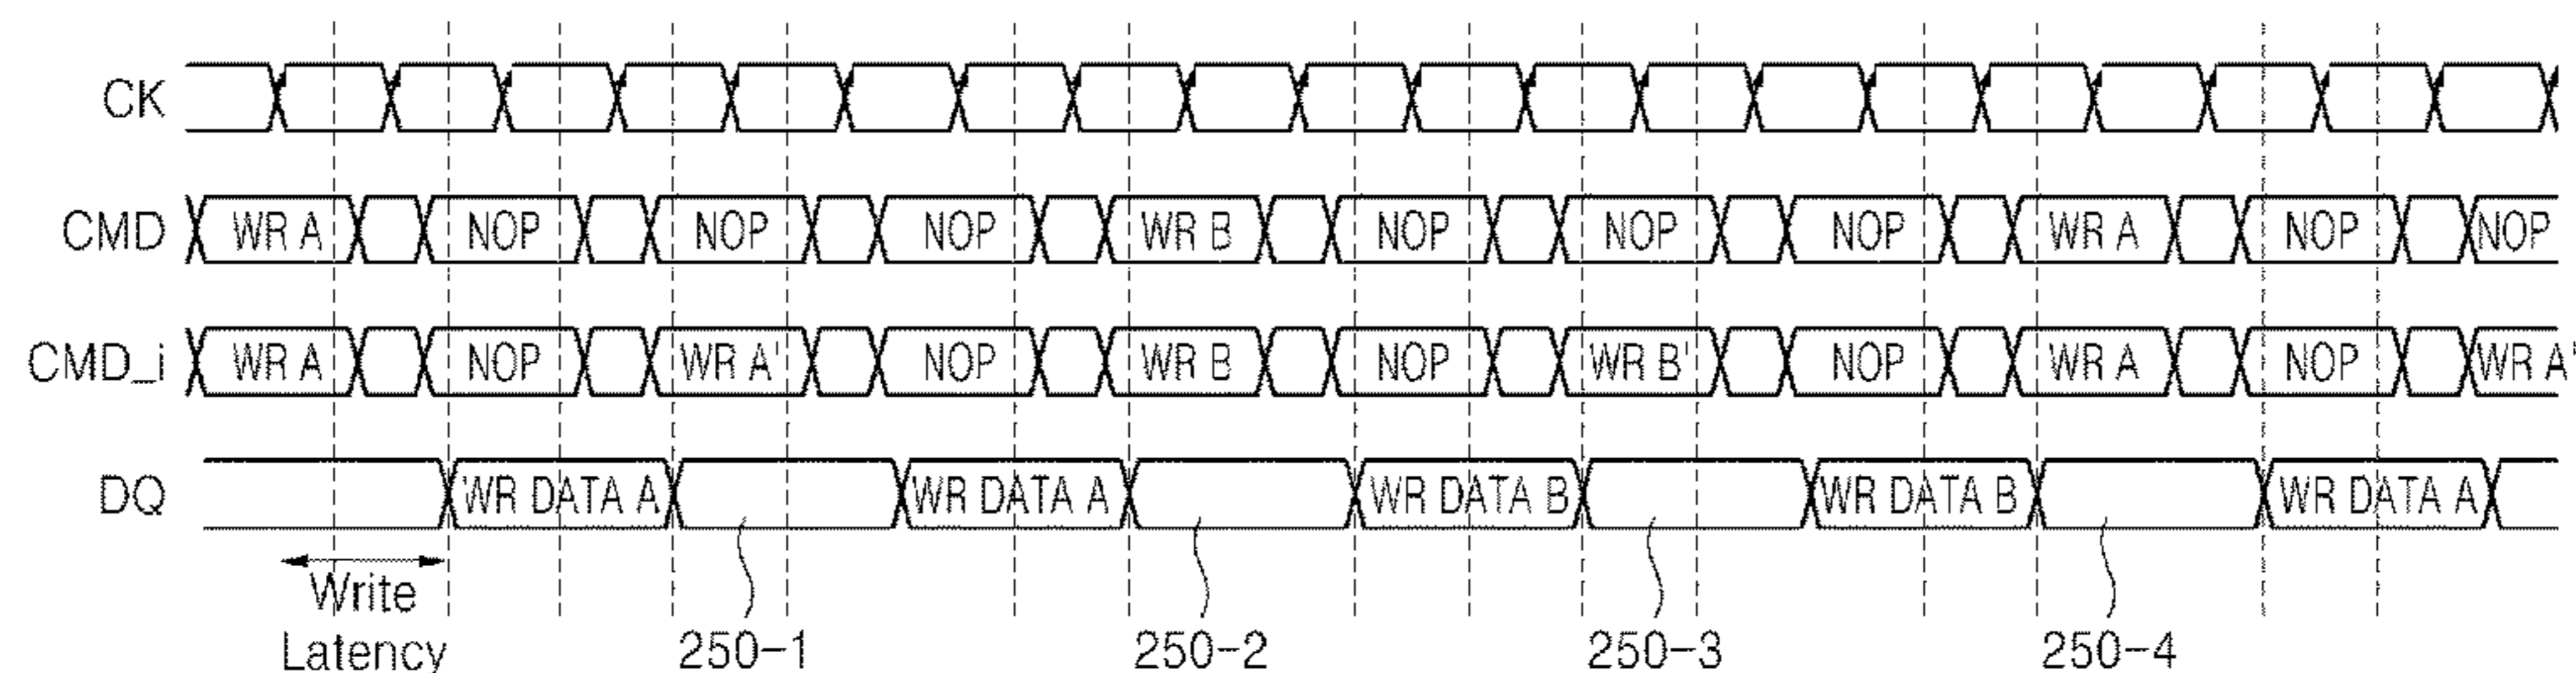 CK
CMD WR A NOP NOP NOP WR B NOP NOP NOP WR A NOP NOP
CMD_i WR A NOP WR A' NOP WR B NOP WR B' NOP WR A NOP WR A'
DQ WR DATA A WR DATA A WR DATA B WR DATA B WR DATA A
Write
Latency 250-1 250-2 250-3 250-4